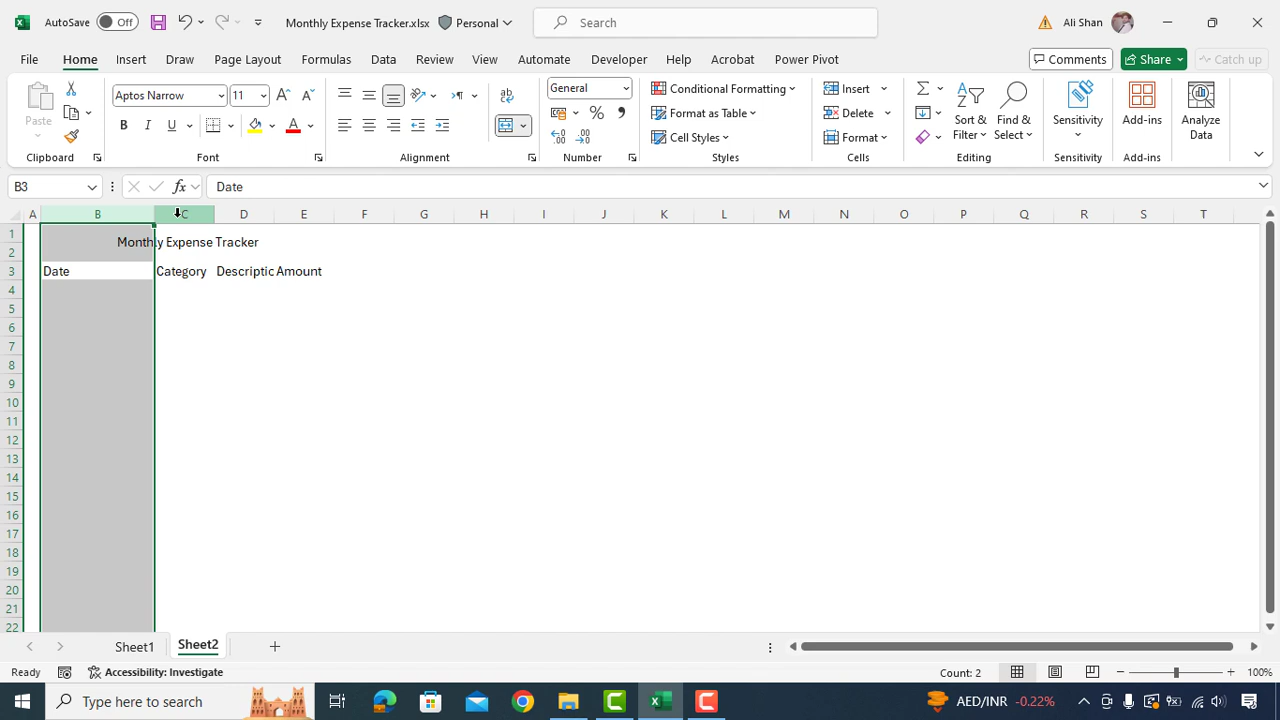 AutoSave Off Monthly Expense Tracker.xlsx Personal Search Ali Shan
File Home Insert Draw Page Layout Formulas Data Review View Automate Developer Help Acrobat Power Pivot Comments Share Catch up
Paste Aptos Narrow 11 A A ab General Conditional Formatting Insert Sort & Filter Find & Select Sensitivity Add-ins Analyze Data
B I U A % , Format as Table Delete
Cell Styles Format
Clipboard Font Alignment Number Styles Cells Editing Sensitivity Add-ins
B3 fx Date
A B C D E F G H I J K L M N O P Q R S T
1
Monthly Expense Tracker
2
3 Date Category Descriptic Amount
4
5
6
7
8
9
10
11
12
13
14
15
16
17
18
19
20
21
22
Sheet1 Sheet2
Ready Accessibility: Investigate Count: 2 100%
Type here to search AED/INR -0.22%